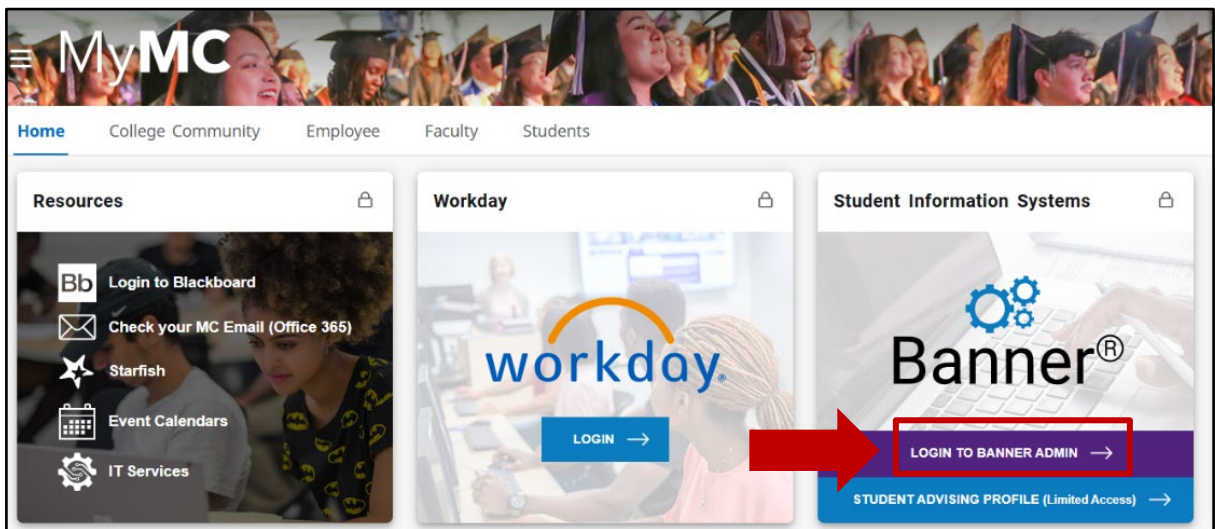 MyMC
Home College Community Employee Faculty Students
Resources
Bb Login to Blackboard
Check your MC Email (Office 365)
Starfish
Event Calendars
IT Services
Workday
workday.
LOGIN →
Student Information Systems
Banner®
LOGIN TO BANNER ADMIN →
STUDENT ADVISING PROFILE (Limited Access) →